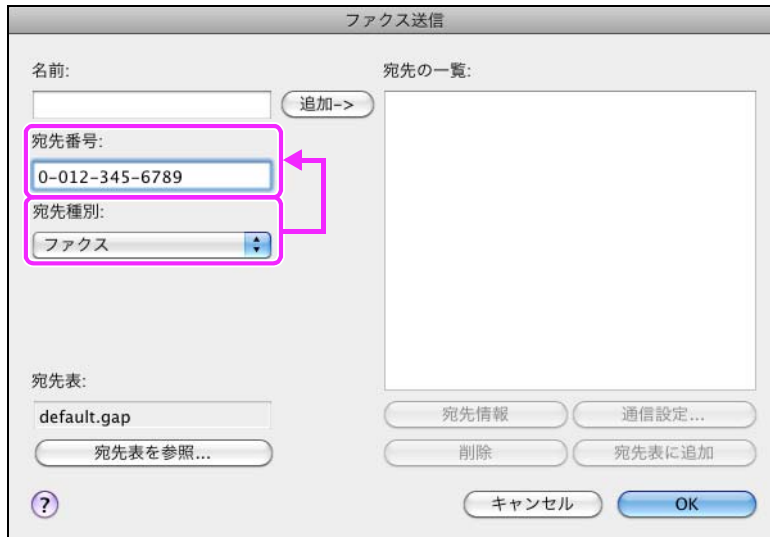 ファクス送信
名前:
追加->
宛先番号:
0-012-345-6789
宛先種別:
ファクス
宛先表:
default.gap
宛先表を参照...
?
宛先の一覧:
宛先情報
通信設定...
削除
宛先表に追加
キャンセル
OK